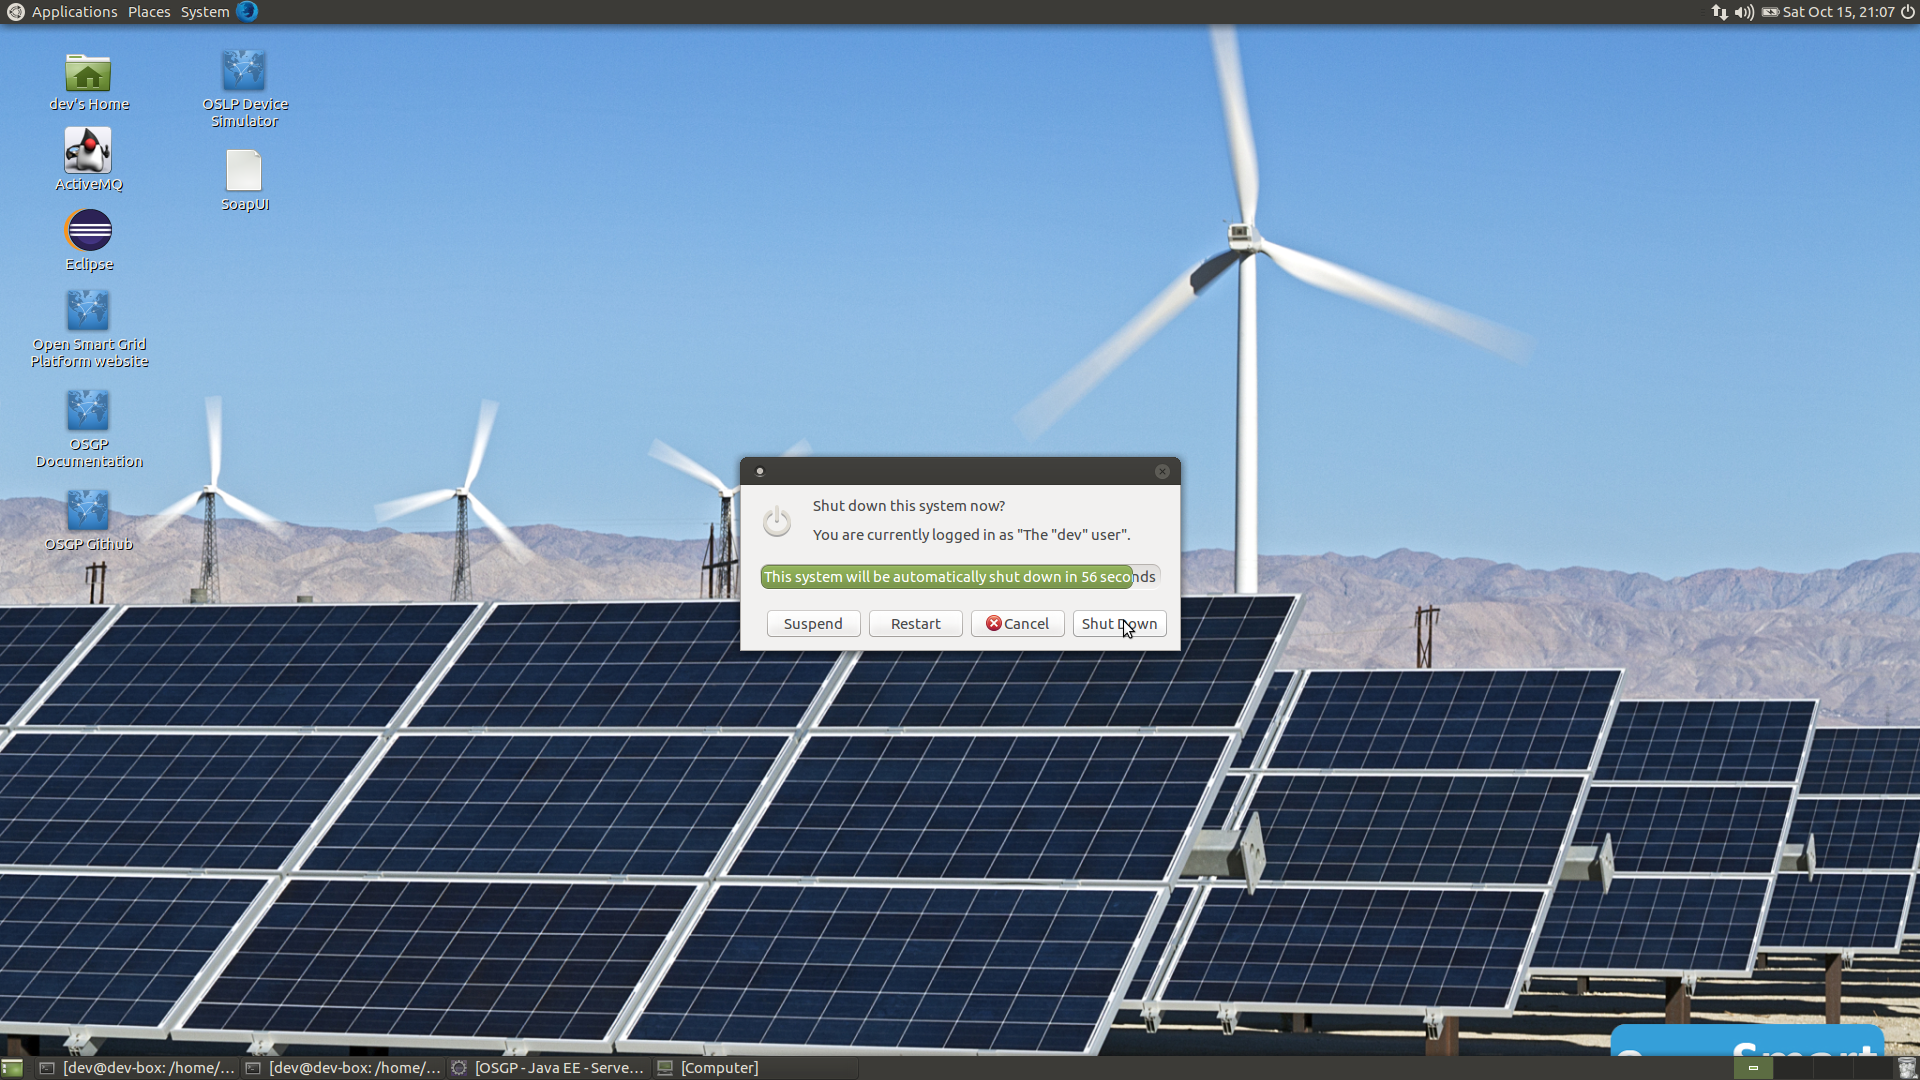 Applications Places System
Sat Oct 15, 21:07
dev's Home
OSLP Device
Simulator
ActiveMQ
SoapUI
Eclipse
Open Smart Grid
Platform website
OSGP
Documentation
OSGP Github
Shut down this system now?
You are currently logged in as "The "dev" user".
This system will be automatically shut down in 56 seconds
Suspend Restart Cancel Shut Down
Smart
[dev@dev-box: /home/... [dev@dev-box: /home/... [OSGP - Java EE - Serve... [Computer]